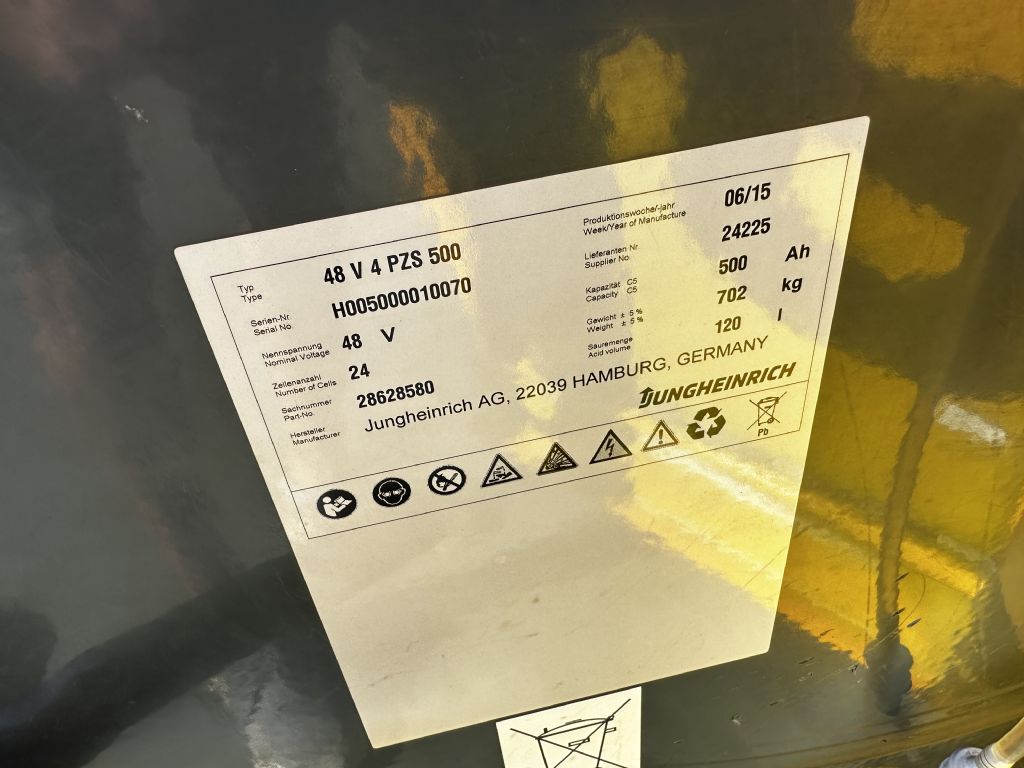 Typ
Type
48 V 4 PZS 500
Serien-Nr.
Serial No.
H005000010070
Nennspannung
Nominal Voltage
48 V
Zellenanzahl
Number of Cells
24
Sachnummer
Part-No.
28628580
Hersteller
Manufacturer
Jungheinrich AG, 22039 HAMBURG, GERMANY
Produktionswoche/-jahr
Week/Year of Manufacture
06/15
Lieferanten Nr.
Supplier No.
24225
Kapazität C5
Capacity C5
500 Ah
Gewicht ± 5 %
Weight ± 5 %
702 kg
Säuremenge
Acid volume
120 l
JUNGHEINRICH
Pb